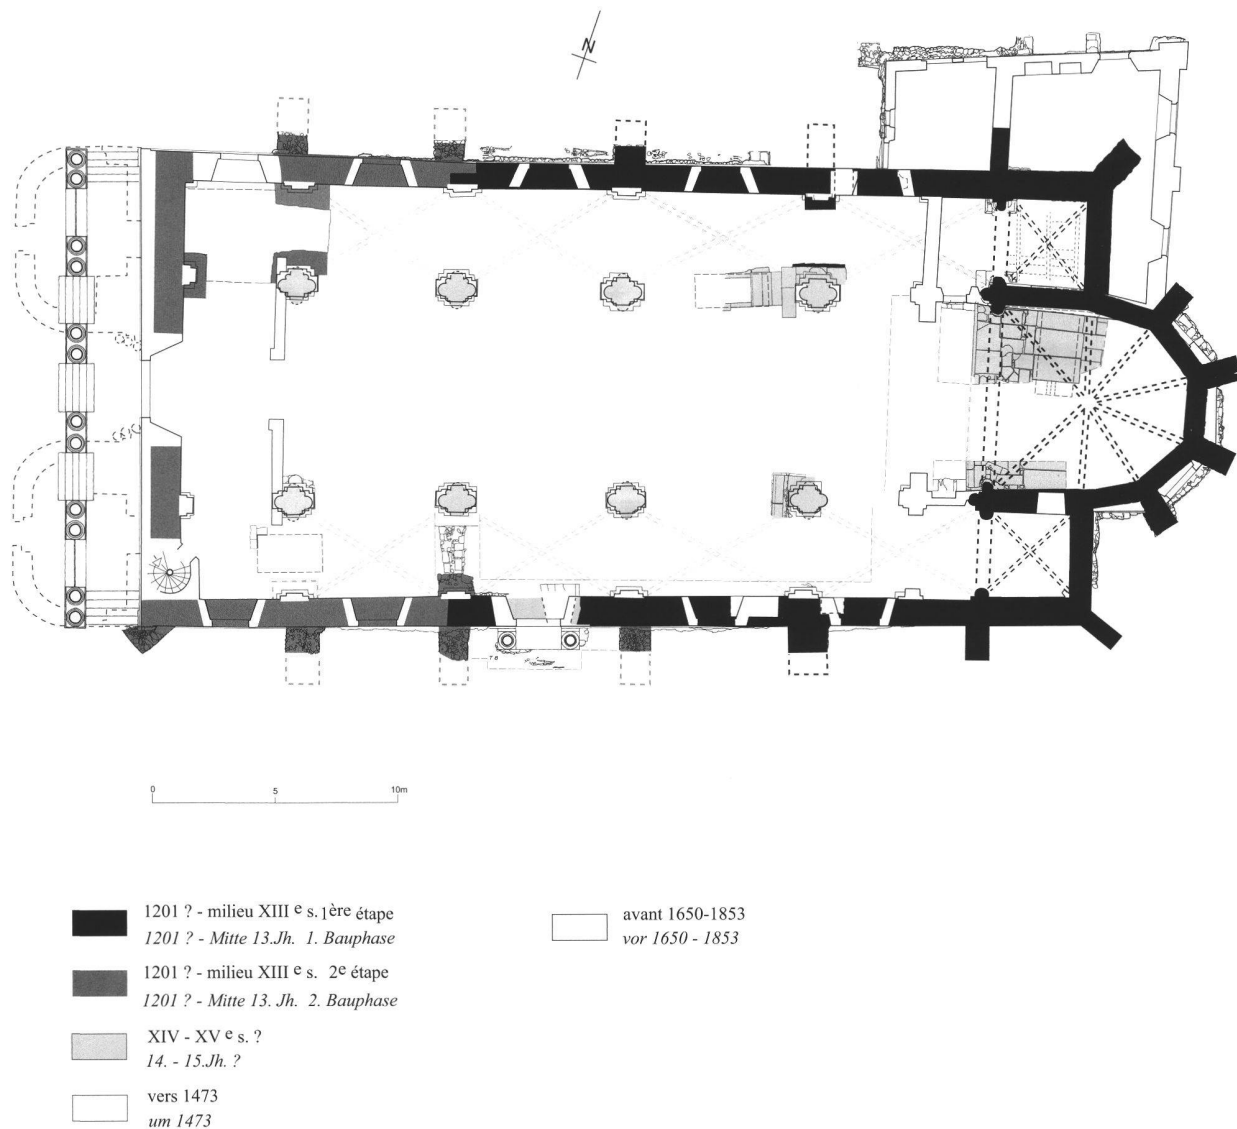 N
0 5 10m
1201 ? - milieu XIII e s. 1ère étape
1201 ? - Mitte 13.Jh. 1. Bauphase
1201 ? - milieu XIII e s. 2e étape
1201 ? - Mitte 13. Jh. 2. Bauphase
XIV - XV e s. ?
14. - 15.Jh. ?
vers 1473
um 1473
avant 1650-1853
vor 1650 - 1853